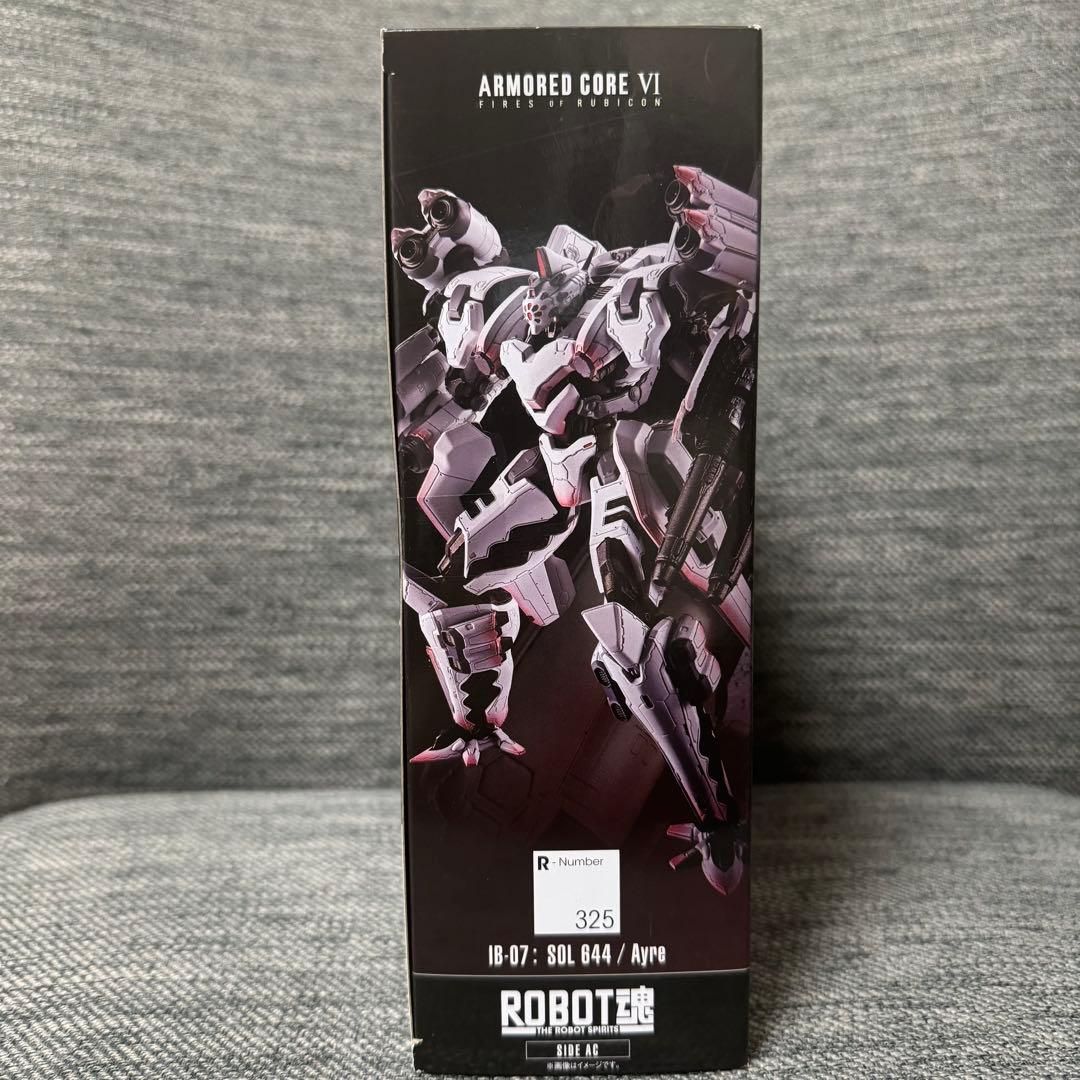 ARMORED CORE VI
FIRES OF RUBICON
R - Number
325
IB-07: SOL 644 / Ayre
ROBOT魂
THE ROBOT SPIRITS
SIDE AC
※画像はイメージです。